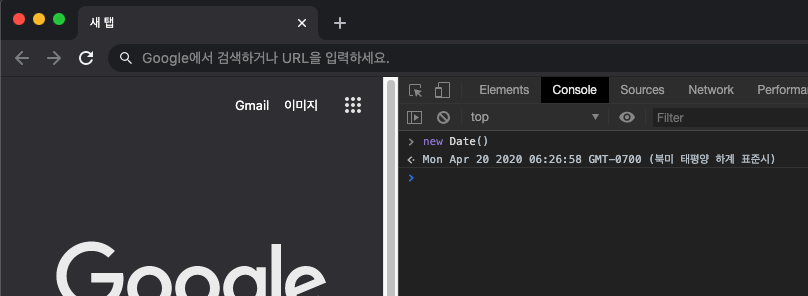 새 탭
Google에서 검색하거나 URL을 입력하세요.
Gmail 이미지
Google
Elements Console Sources Network Performa
top Filter
new Date()
Mon Apr 20 2020 06:26:58 GMT-0700 (북미 태평양 하계 표준시)